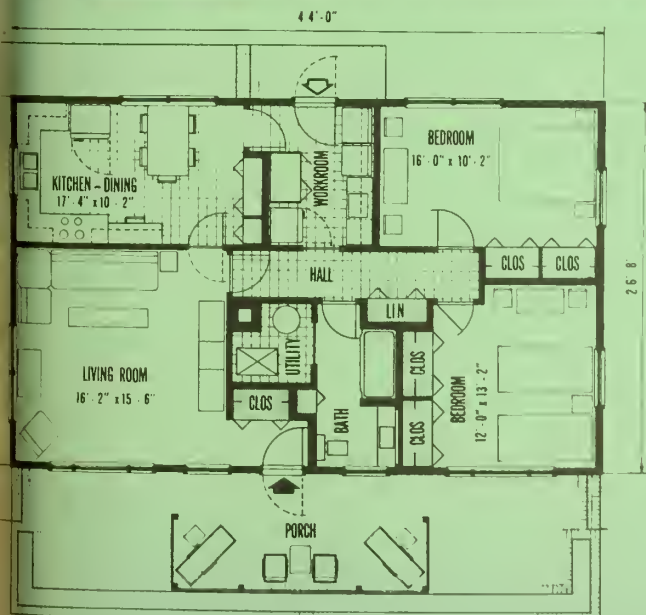 44'-0"
BEDROOM
16'-0" x 10'-2"
KITCHEN-DINING
17'-4" x 10-2"
WORKROOM
HALL
CLOS
CLOS
26'8"
LIN
LIVING ROOM
16'-2" x 15'-6"
UTILITY
CLOS
BATH
CLOS
CLOS
BEDROOM
12'-0" x 13'-2"
PORCH